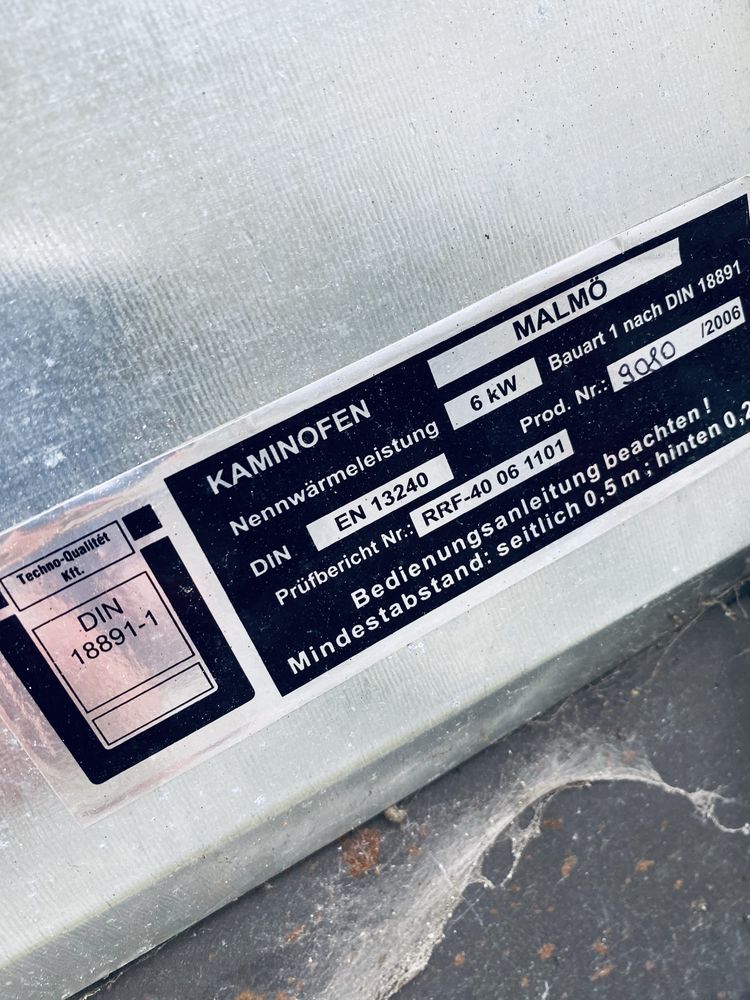 KAMINOFEN MALMÖ
Nennwärmeleistung 6 kW Bauart 1 nach DIN 18891
DIN EN 13240 Prod. Nr.: 9080 /2006
Prüfbericht Nr.: RRF-40 06 1101
Bedienungsanleitung beachten !
Mindestabstand: seitlich 0,5 m ; hinten 0,2
Techno-Qualitét
Kft.
DIN
18891-1